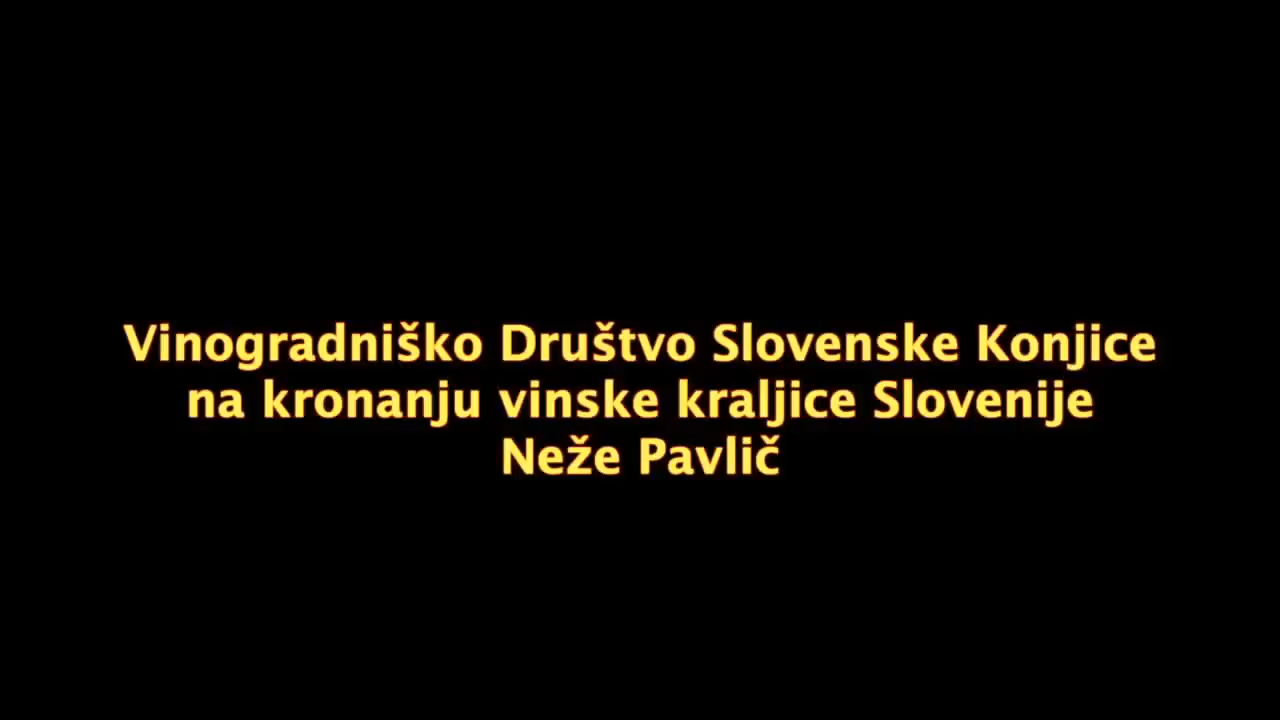 Vinogradniško Društvo Slovenske Konjice
na kronanju vinske kraljice Slovenije
Neže Pavlič